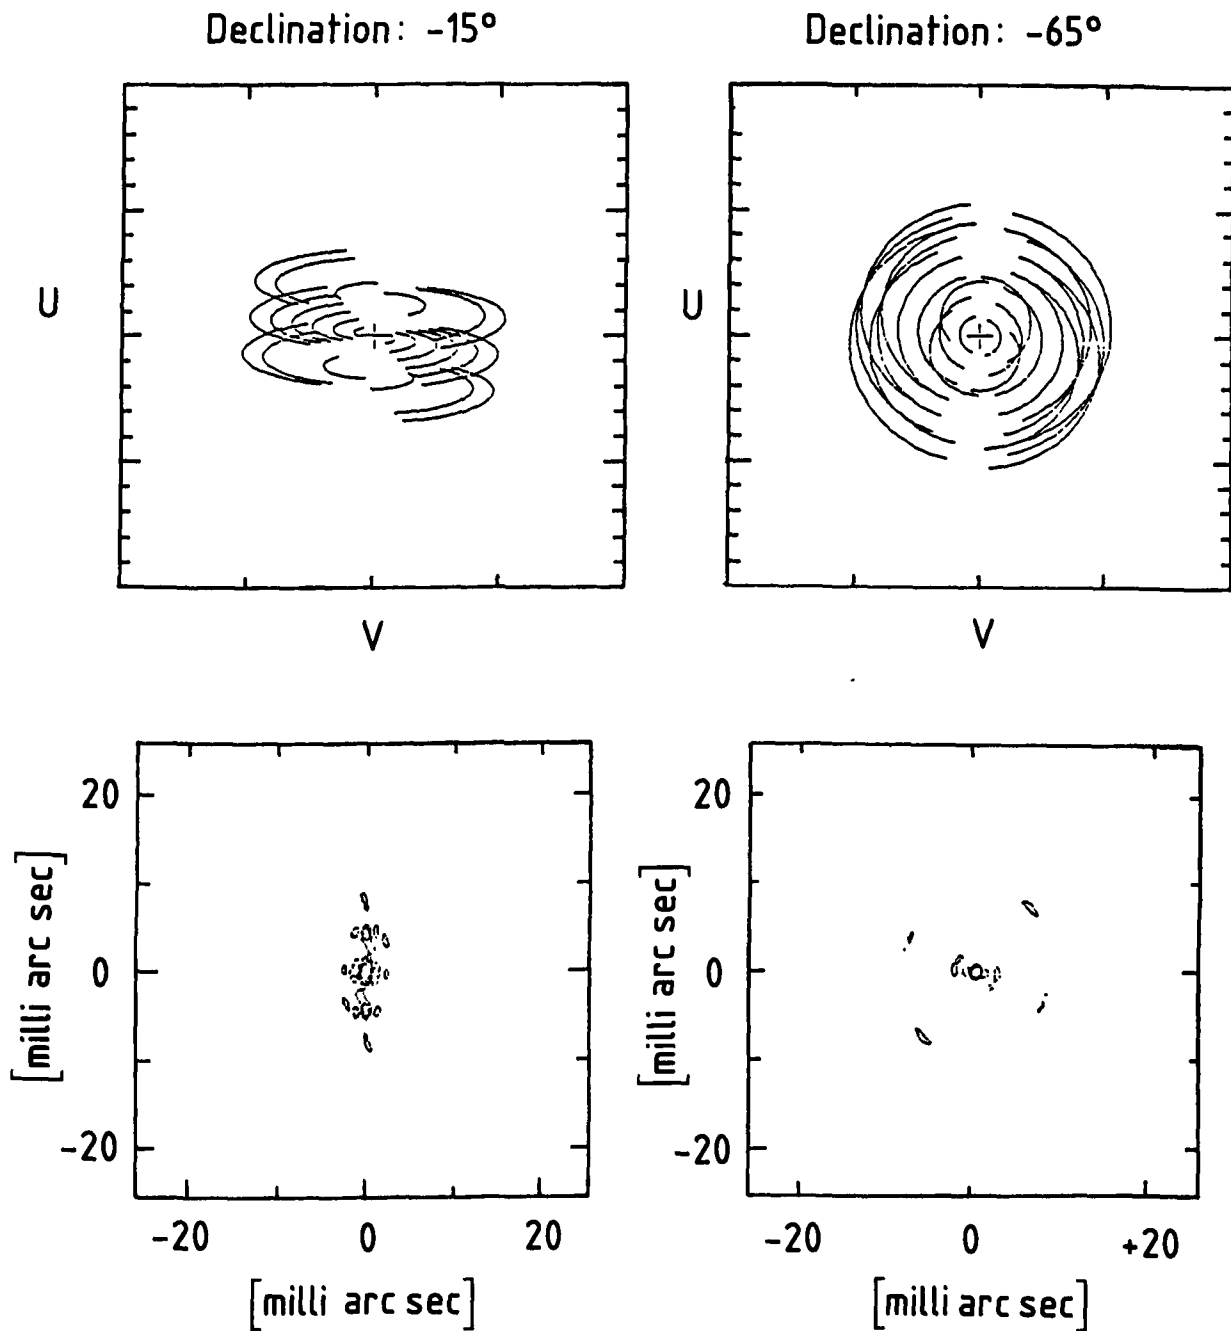 Declination: -15°
Declination: -65°
U
U
V
V
20
0
-20
[milli arc sec]
-20
0
20
[milli arc sec]
20
0
-20
[milli arc sec]
-20
0
+20
[milli arc sec]